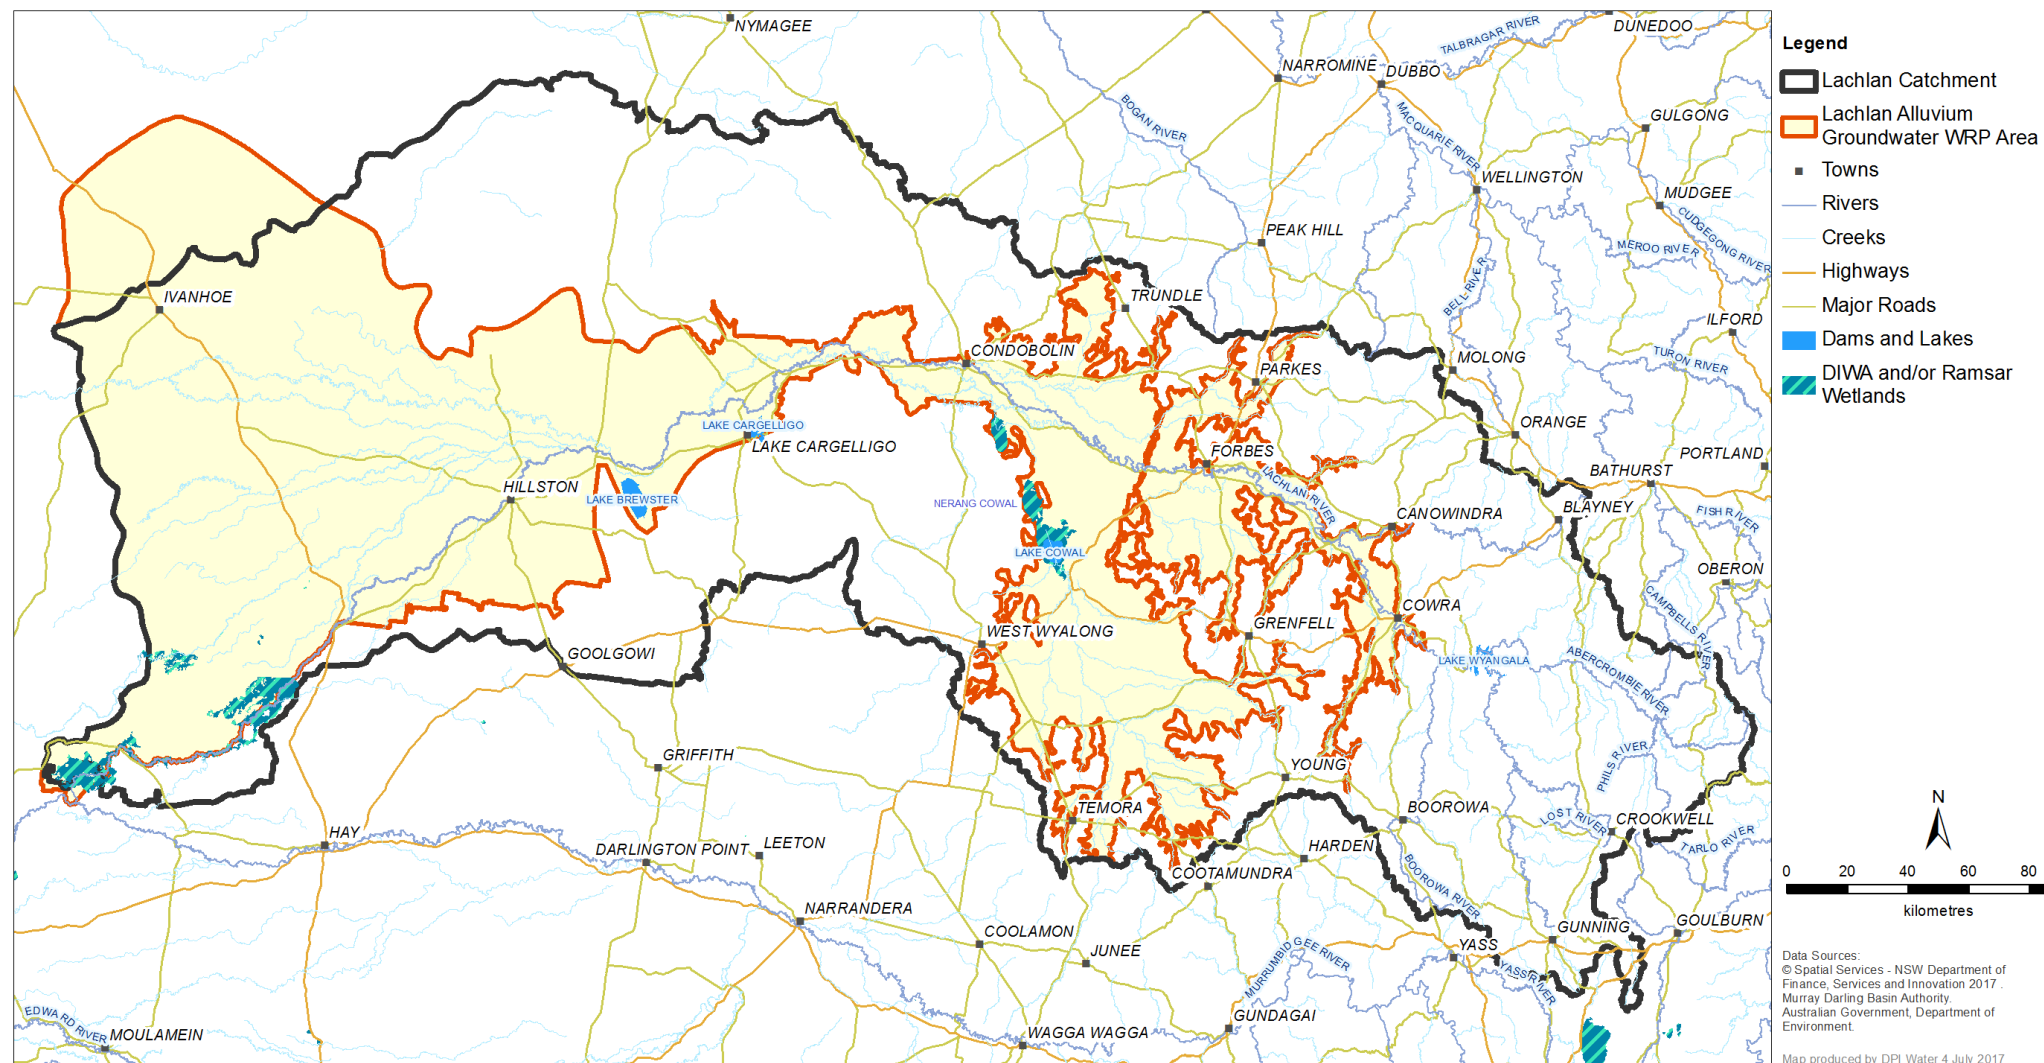 NYMAGEE
DUNEDOO
TALBRAGAR RIVER
NARROMINE
DUBBO
BOGAN RIVER
MACQUARIE RIVER
GULGONG
WELLINGTON
MUDGEE
CUDGEGONG RIVER
MEROO RIVER
PEAK HILL
BELL RIVER
IVANHOE
TRUNDLE
ILFORD
CONDOBOLIN
MOLONG
TURON RIVER
PARKES
LAKE CARGELLIGO
LAKE CARGELLIGO
ORANGE
FORBES
PORTLAND
BATHURST
LACHLAN RIVER
HILLSTON
LAKE BREWSTER
NERANG COWAL
CANOWINDRA
BLAYNEY
FISH RIVER
LAKE COWAL
OBERON
CAMPBELLS RIVER
COWRA
WEST WYALONG
GRENFELL
GOOLGOWI
LAKE WYANGALA
ABERCROMBIE RIVER
GRIFFITH
YOUNG
PHILS RIVER
TEMORA
BOOROWA
LOST RIVER
CROOKWELL
TARLO RIVER
HAY
LEETON
DARLINGTON POINT
HARDEN
COOTAMUNDRA
BOOROWA RIVER
NARRANDERA
COOLAMON
JUNEE
GUNNING
GOULBURN
YASS
YASS RIVER
MURRUMBIDGEE RIVER
GUNDAGAI
WAGGA WAGGA
EDWARD RIVER
MOULAMEIN
Legend
Lachlan Catchment
Lachlan Alluvium
Groundwater WRP Area
Towns
Rivers
Creeks
Highways
Major Roads
Dams and Lakes
DIWA and/or Ramsar
Wetlands
N
0 20 40 60 80
kilometres
Data Sources:
© Spatial Services - NSW Department of
Finance, Services and Innovation 2017 .
Murray Darling Basin Authority.
Australian Government, Department of
Environment.
Map produced by DPI Water 4 July 2017